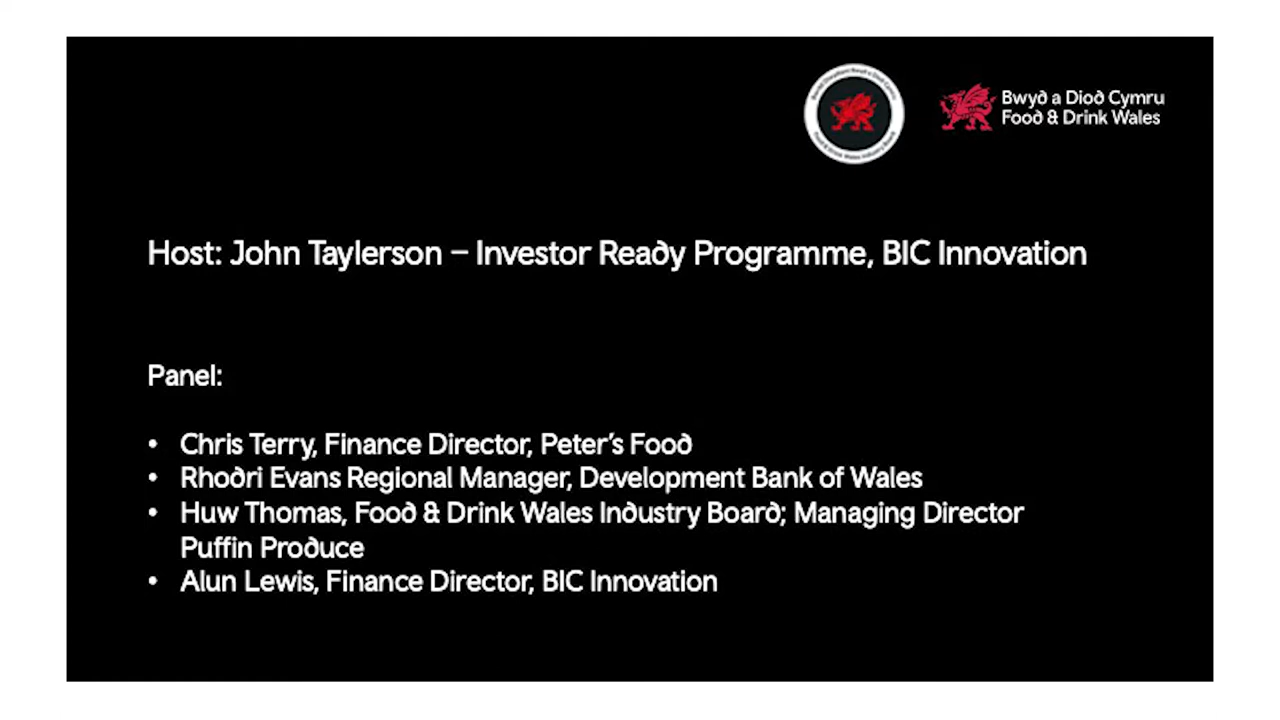 Bwyd a Diod Cymru
Food & Drink Wales
Host: John Taylerson – Investor Ready Programme, BIC Innovation
Panel:
• Chris Terry, Finance Director, Peter's Food
• Rhodri Evans Regional Manager, Development Bank of Wales
• Huw Thomas, Food & Drink Wales Industry Board; Managing Director
Puffin Produce
• Alun Lewis, Finance Director, BIC Innovation